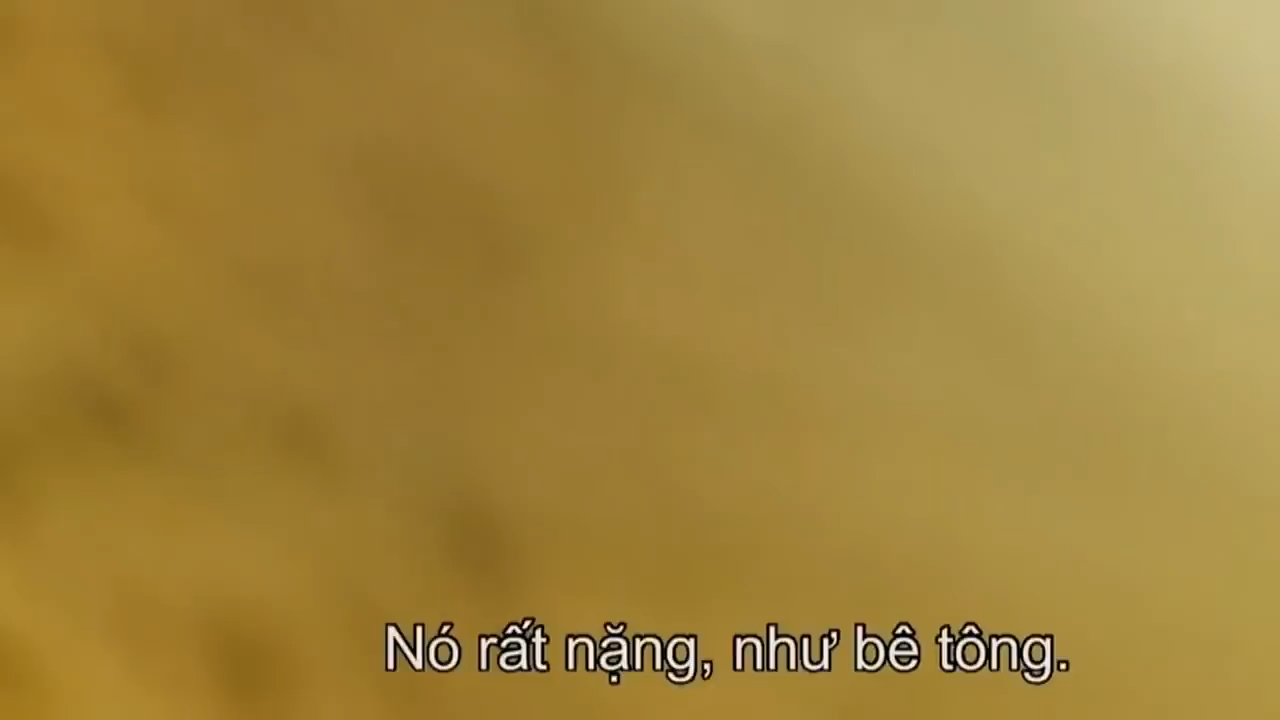 Nó rất nặng, như bê tông.